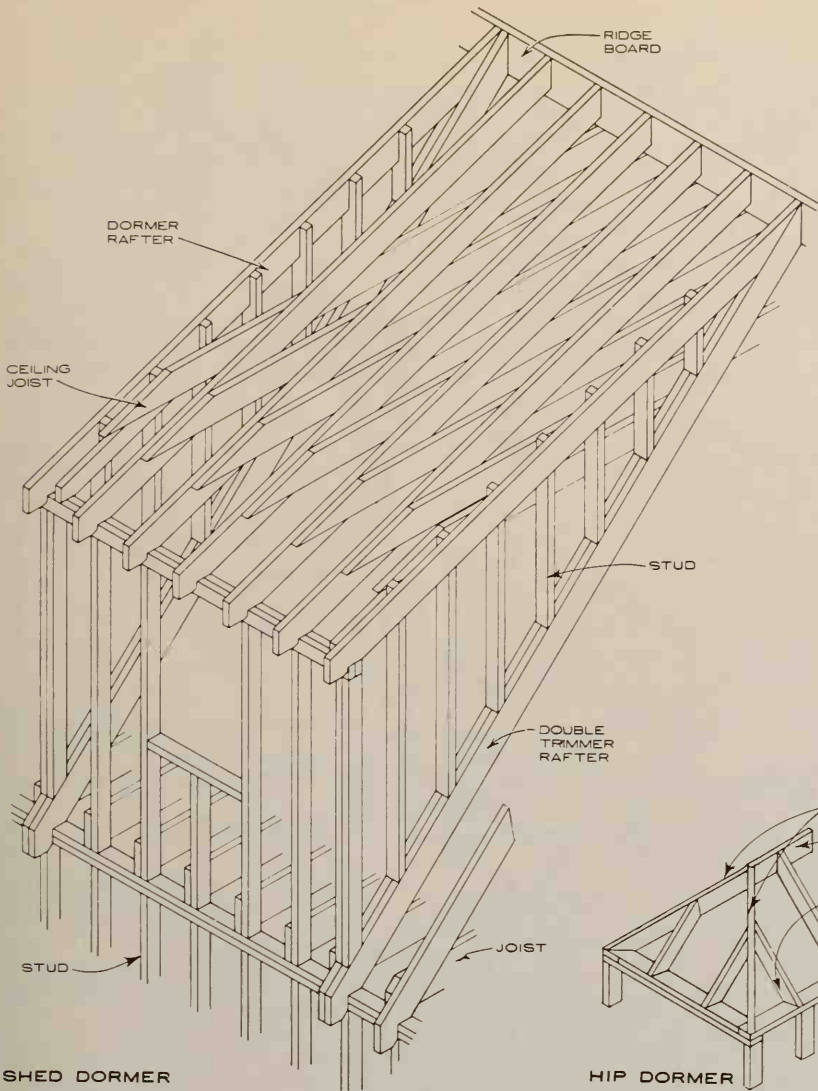 RIDGE
BOARD
DORMER
RAFTER
CEILING
JOIST
STUD
DOUBLE
TRIMMER
RAFTER
STUD
JOIST
SHED DORMER
HIP DORMER